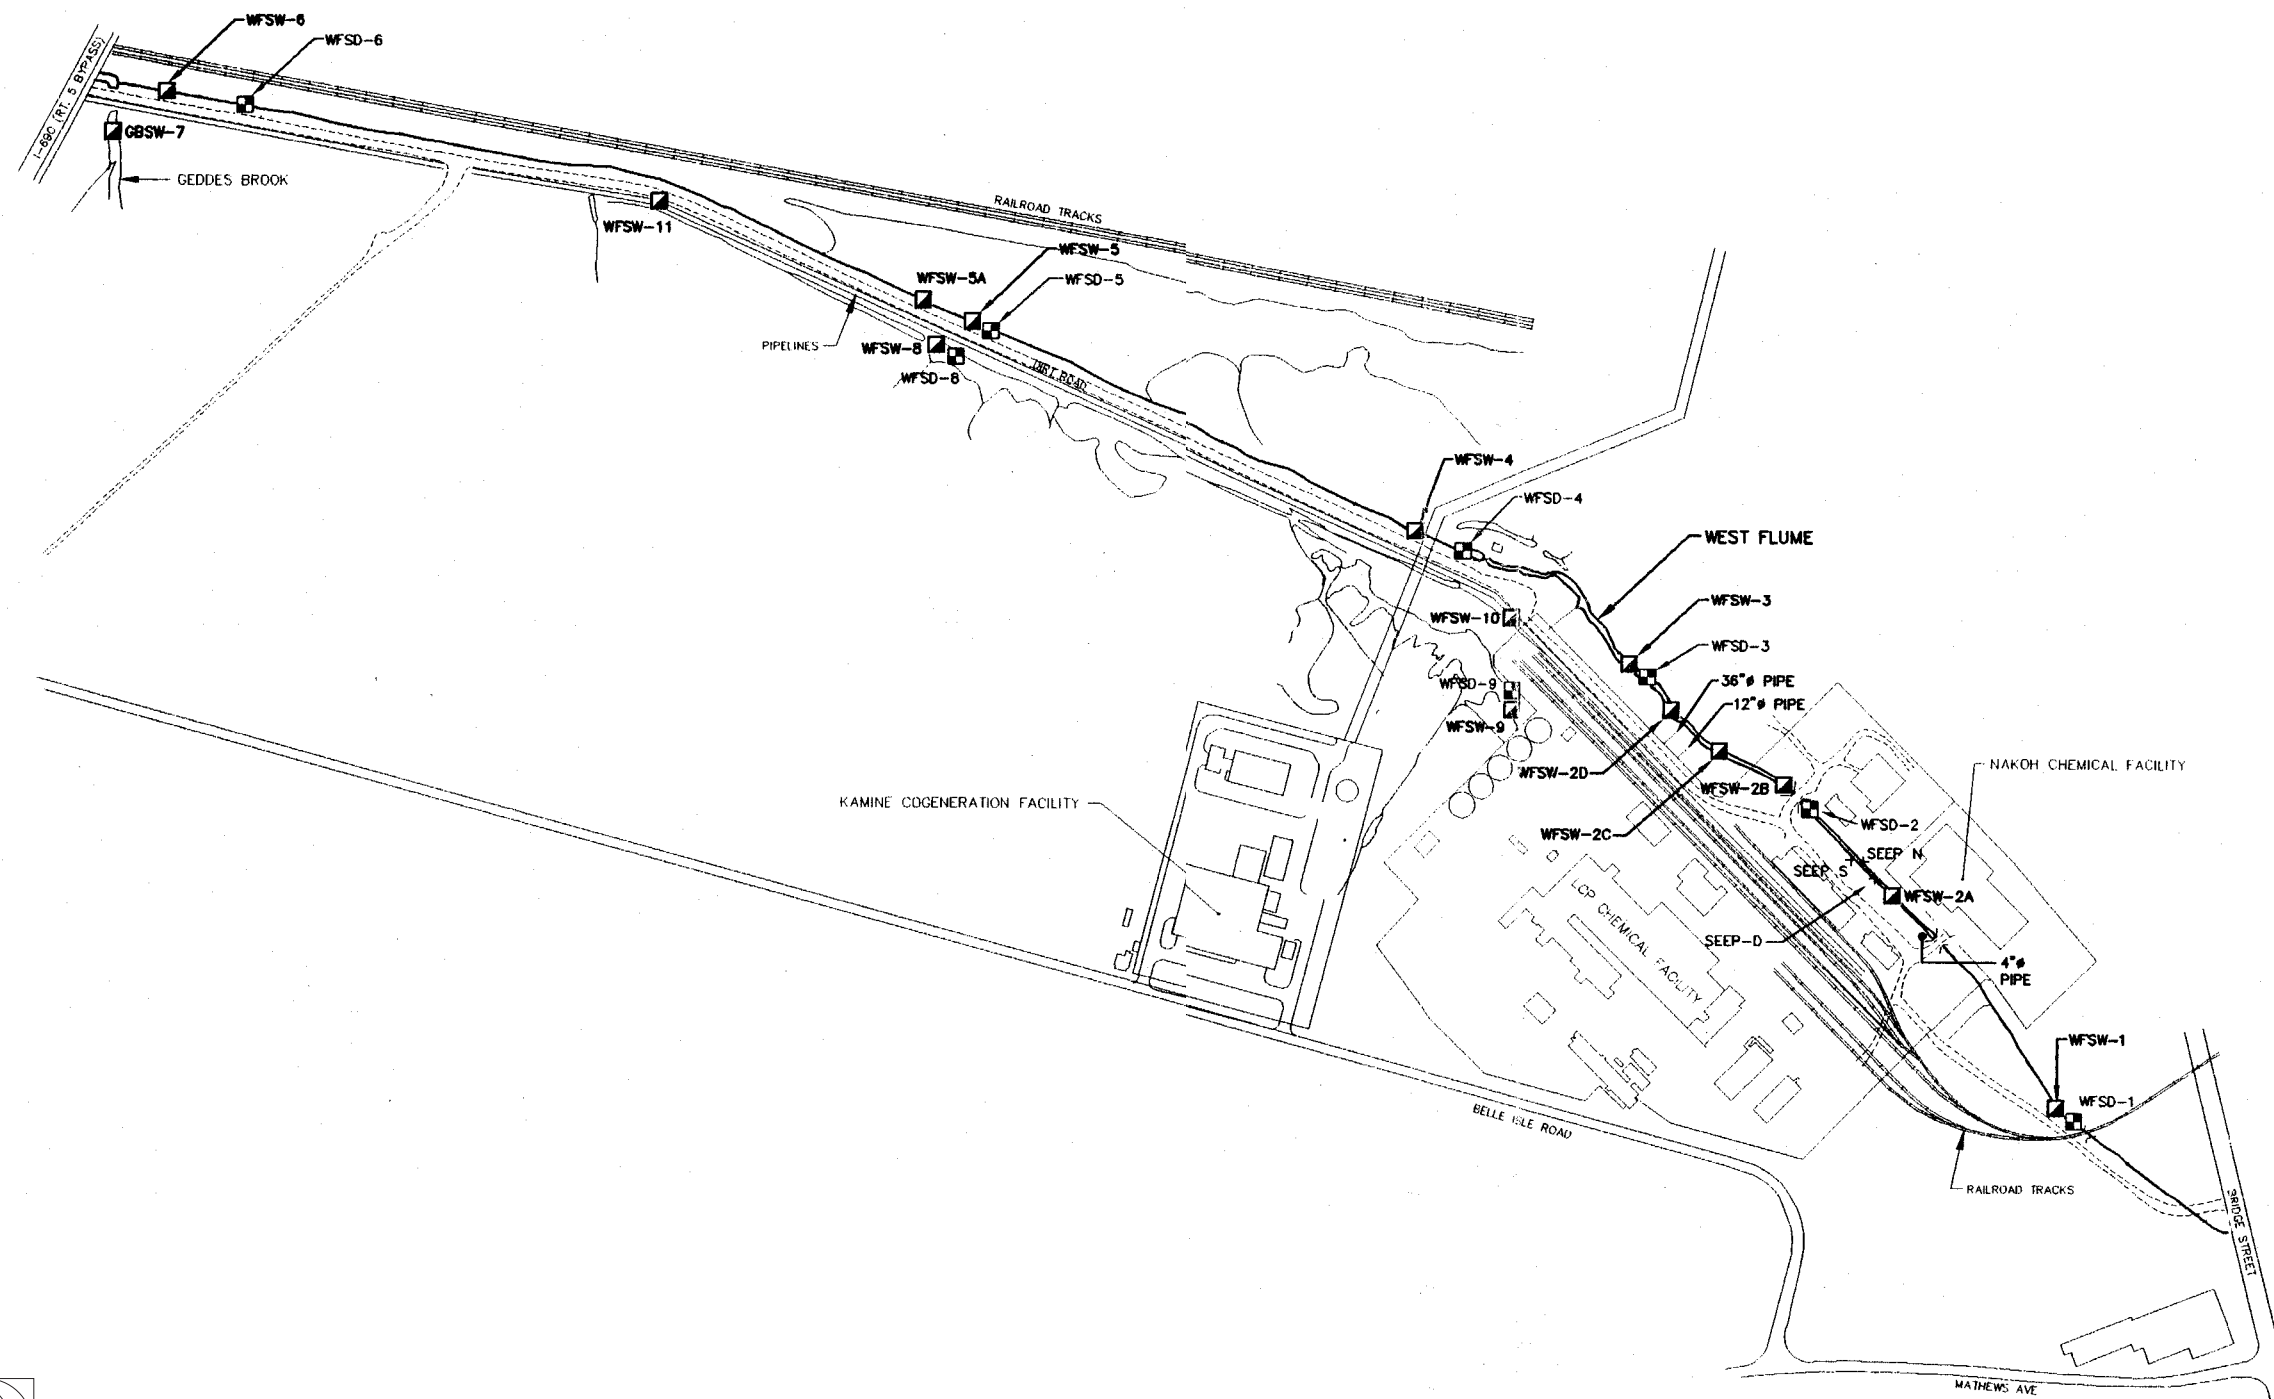 WFSW-6
WFSD-6
I-690 (RT. 5 BYPASS)
GBSW-7
GEDDES BROOK
RAILROAD TRACKS
WFSW-11
WFSW-5
WFSW-5A
WFSD-5
PIPELINES
WFSW-8
WFSD-8
DIRT ROAD
WFSW-4
WFSD-4
WEST FLUME
WFSW-3
WFSW-10
WFSD-3
36"ø PIPE
WFSD-9
12"ø PIPE
WFSW-9
WFSW-2D
NAKOH CHEMICAL FACILITY
WFSW-2B
KAMINE COGENERATION FACILITY
WFSD-2
WFSW-2C
SEEP N
SEEP S
WFSW-2A
LCP CHEMICAL FACILITY
SEEP-D
4"ø
PIPE
WFSW-1
WFSD-1
BELLE ISLE ROAD
RAILROAD TRACKS
BRIDGE STREET
MATHEWS AVE